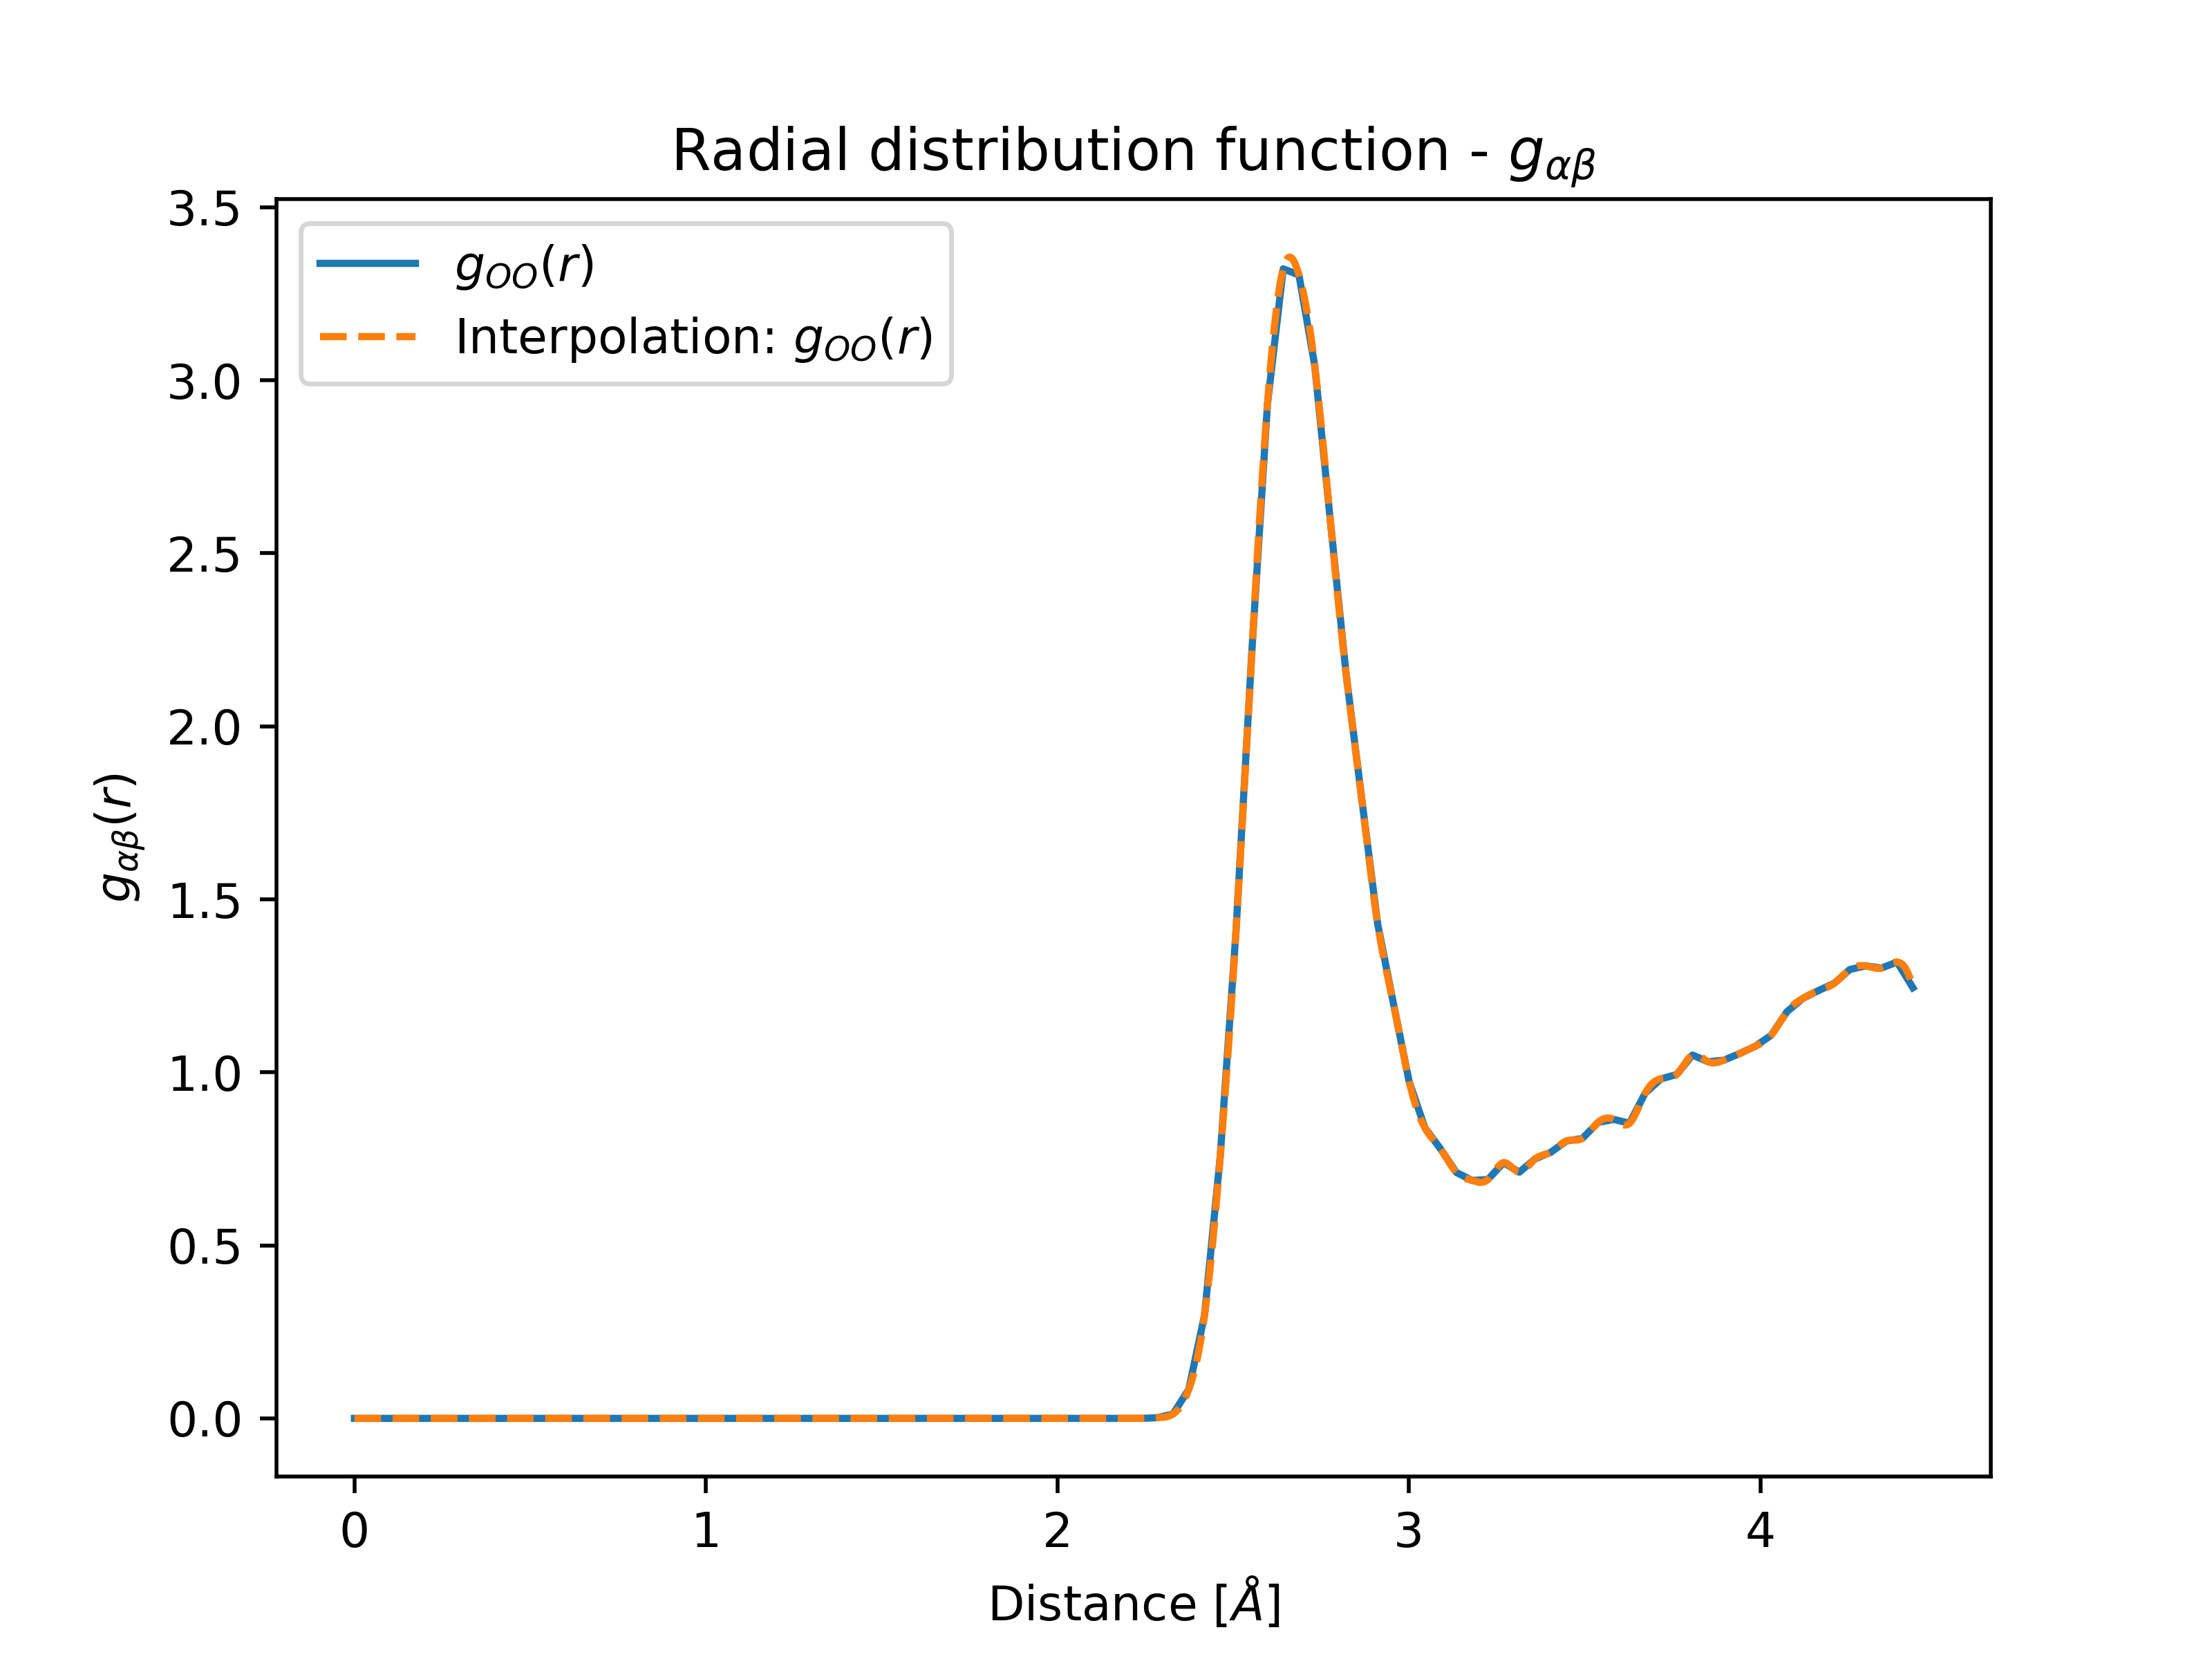 Radial distribution function - gαβ
gOO(r)
Interpolation: gOO(r)
3.5
3.0
2.5
2.0
1.5
1.0
0.5
0.0
gαβ(r)
0 1 2 3 4
Distance [Å]